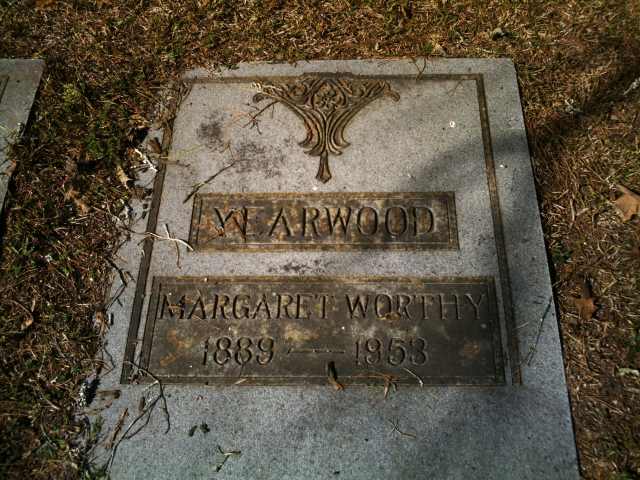 YEARWOOD
MARGARET WORTHY
1889 — 1953